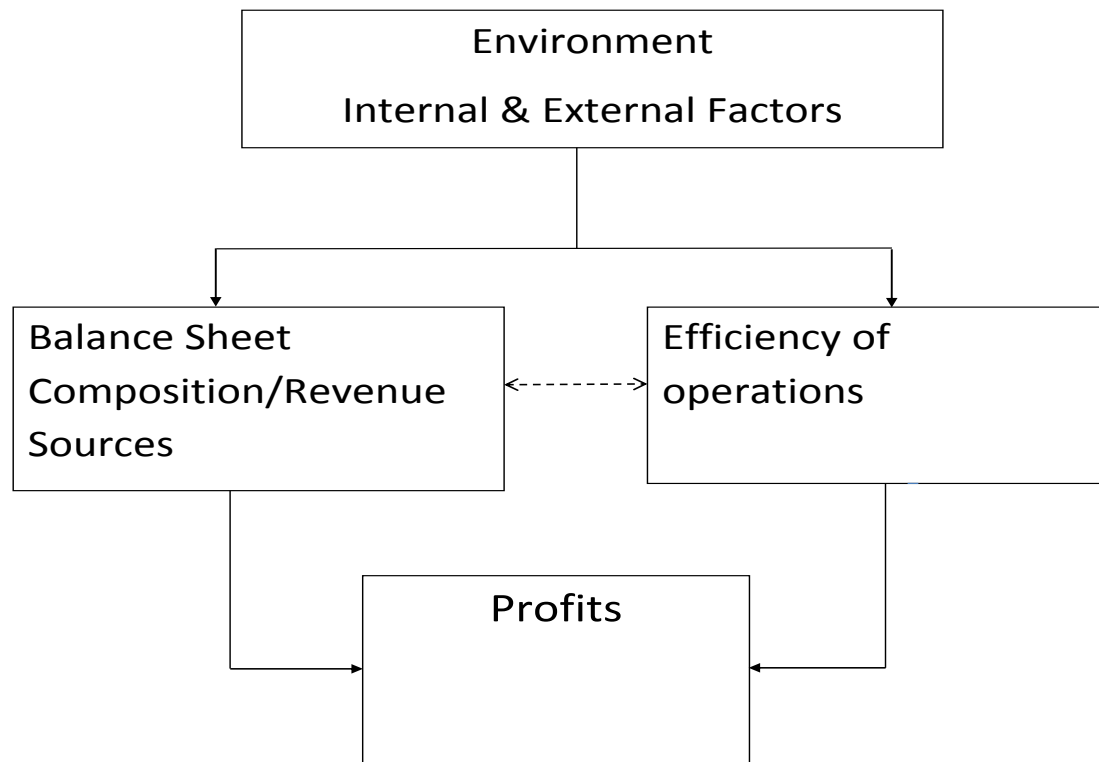 Environment
Internal & External Factors
Balance Sheet
Composition/Revenue
Sources
Efficiency of
operations
Profits